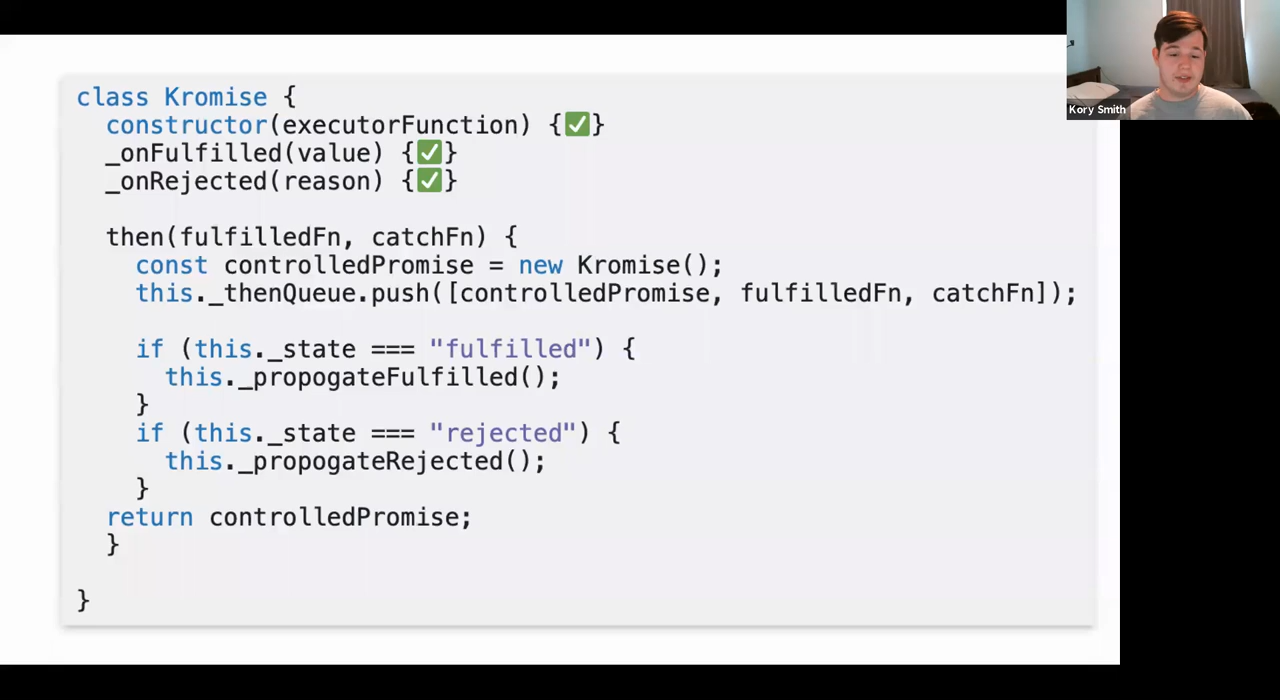 class Kromise {
constructor(executorFunction) {✅}
_onFulfilled(value) {✅}
_onRejected(reason) {✅}
then(fulfilledFn, catchFn) {
const controlledPromise = new Kromise();
this._thenQueue.push([controlledPromise, fulfilledFn, catchFn]);
if (this._state === "fulfilled") {
this._propogateFulfilled();
}
if (this._state === "rejected") {
this._propogateRejected();
}
return controlledPromise;
}
}
Kory Smith